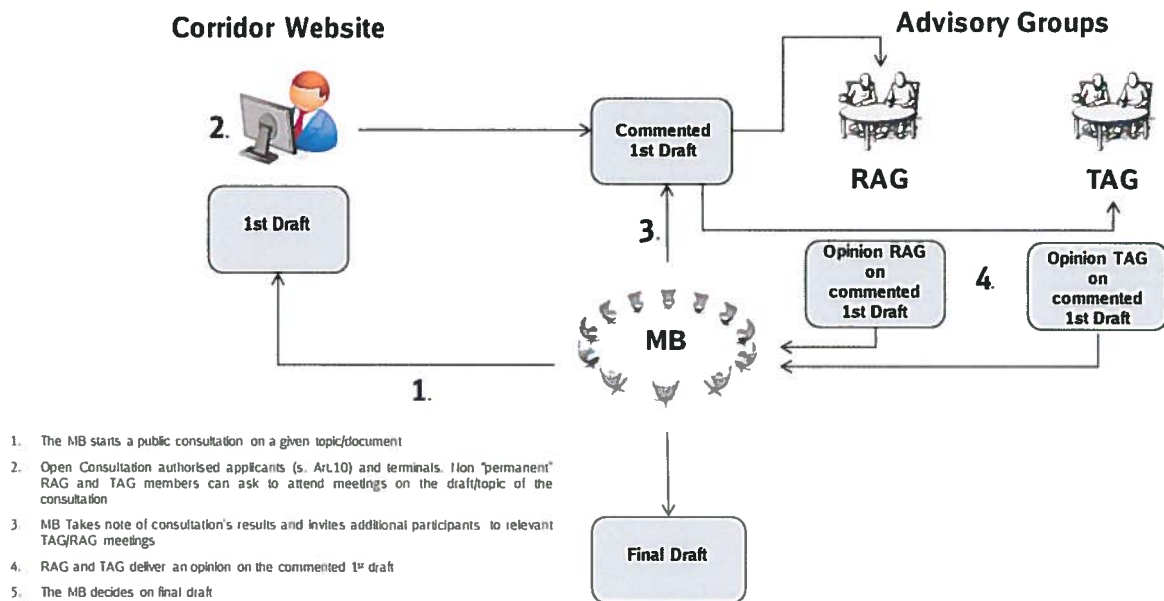 Corridor Website
Advisory Groups
2.
Commented
1st Draft
RAG
TAG
1st Draft
3.
Opinion RAG
on
commented
1st Draft
4.
Opinion TAG
on
commented
1st Draft
MB
1.
1. The MB starts a public consultation on a given topic/document
2. Open Consultation authorised applicants (s. Art.10) and terminals. Non "permanent"
RAG and TAG members can ask to attend meetings on the draft/topic of the
consultation
3. MB Takes note of consultation's results and invites additional participants to relevant
TAG/RAG meetings
4. RAG and TAG deliver an opinion on the commented 1st draft
5. The MB decides on final draft
Final Draft